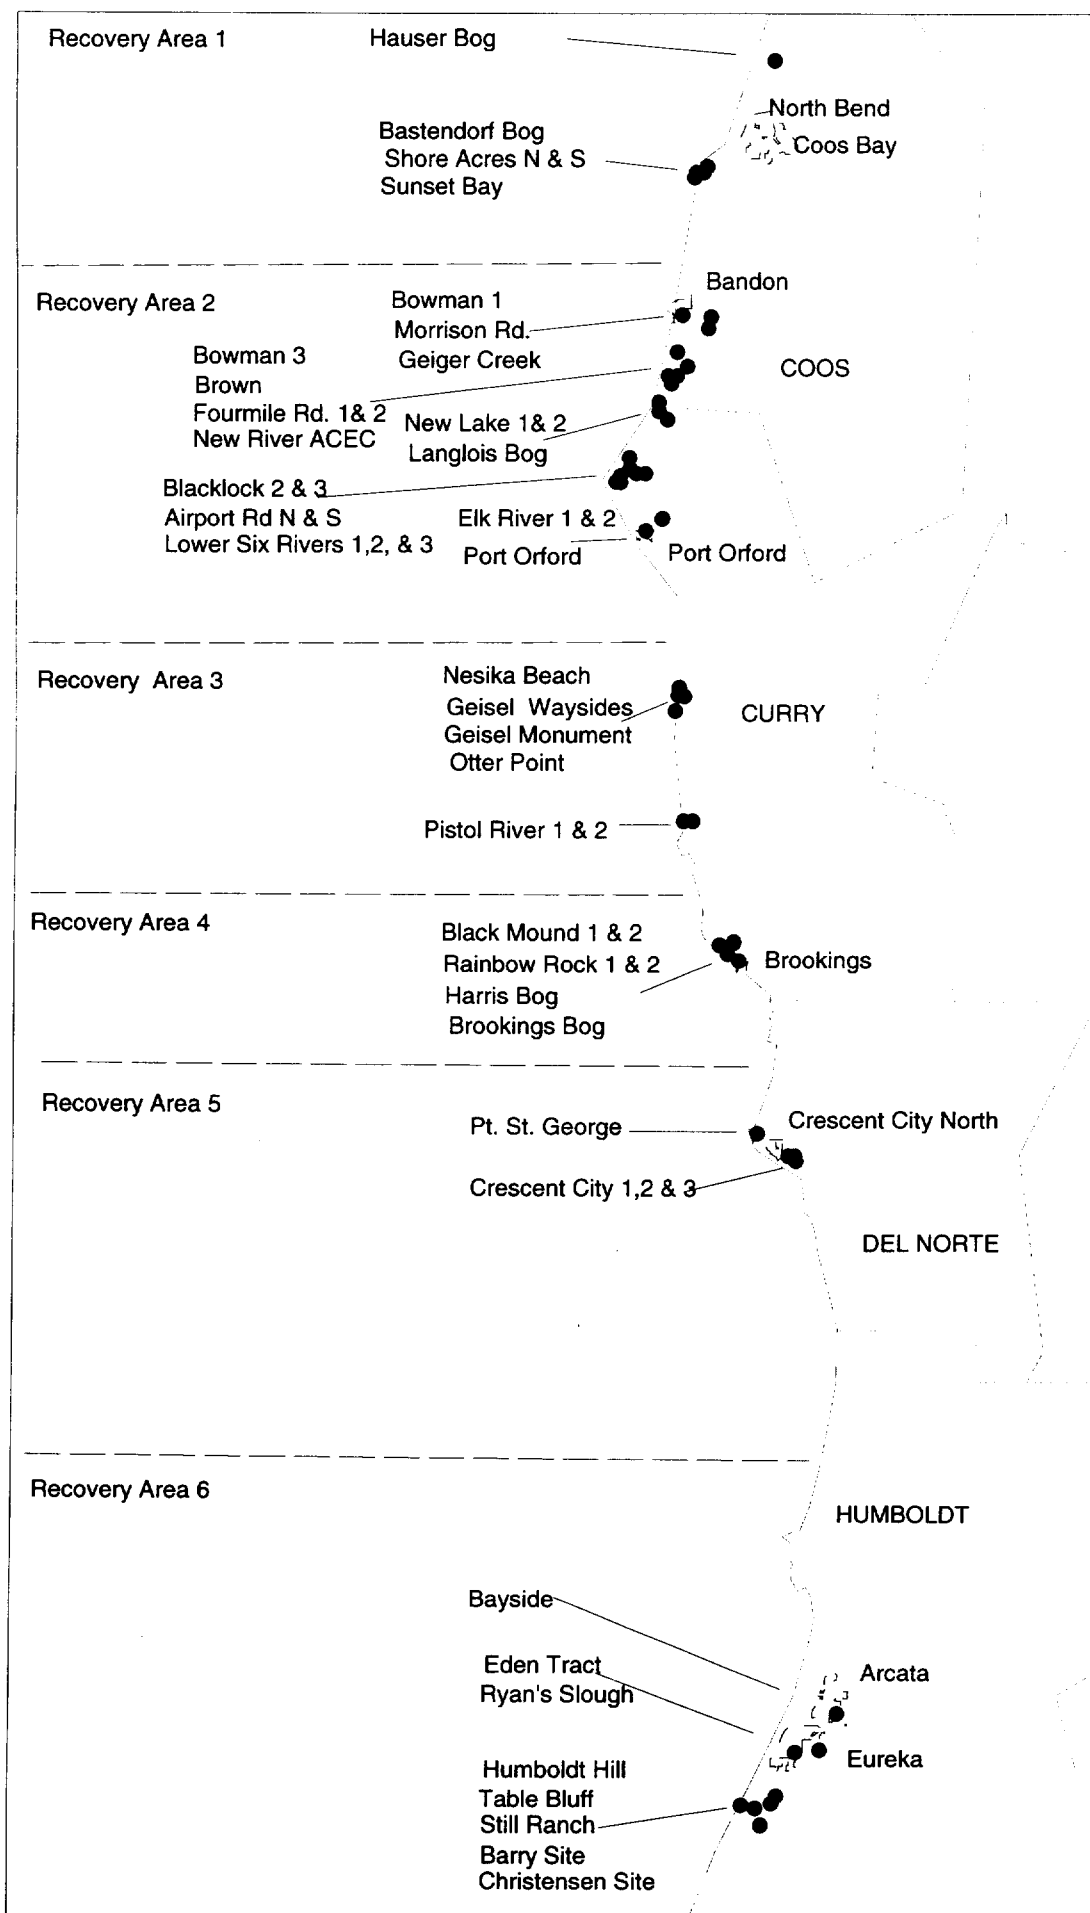 Recovery Area 1
Hauser Bog
North Bend
Coos Bay
Bastendorf Bog
Shore Acres N & S
Sunset Bay
Recovery Area 2
Bandon
Bowman 1
Morrison Rd.
Geiger Creek
COOS
Bowman 3
Brown
Fourmile Rd. 1& 2
New River ACEC
New Lake 1& 2
Langlois Bog
Blacklock 2 & 3
Airport Rd N & S
Lower Six Rivers 1,2, & 3
Elk River 1 & 2
Port Orford
Port Orford
Recovery Area 3
Nesika Beach
Geisel Waysides
Geisel Monument
Otter Point
CURRY
Pistol River 1 & 2
Recovery Area 4
Black Mound 1 & 2
Rainbow Rock 1 & 2
Harris Bog
Brookings Bog
Brookings
Recovery Area 5
Pt. St. George
Crescent City North
Crescent City 1,2 & 3
DEL NORTE
Recovery Area 6
HUMBOLDT
Bayside
Eden Tract
Ryan's Slough
Arcata
Eureka
Humboldt Hill
Table Bluff
Still Ranch
Barry Site
Christensen Site